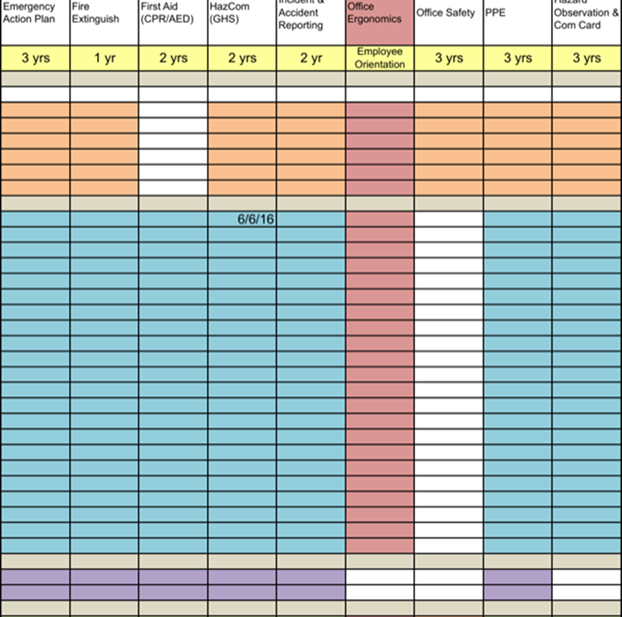 Emergency
Action Plan
Fire
Extinguish
First Aid
(CPR/AED)
HazCom
(GHS)
Incident &
Accident
Reporting
Office
Ergonomics
Office Safety
PPE
Hazard
Observation &
Com Card
3 yrs
1 yr
2 yrs
2 yrs
2 yr
Employee
Orientation
3 yrs
3 yrs
3 yrs
6/6/16